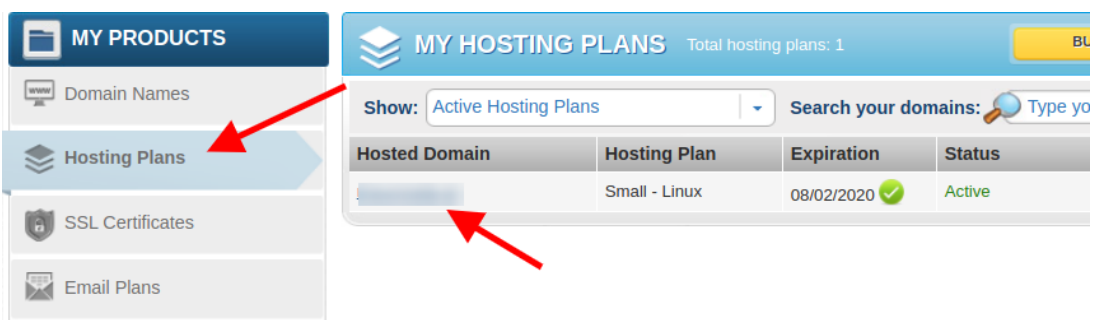 MY PRODUCTS
Domain Names
Hosting Plans
SSL Certificates
Email Plans
MY HOSTING PLANS Total hosting plans: 1
BU
Show: Active Hosting Plans Search your domains: Type yo
Hosted Domain Hosting Plan Expiration Status
Small - Linux 08/02/2020 Active